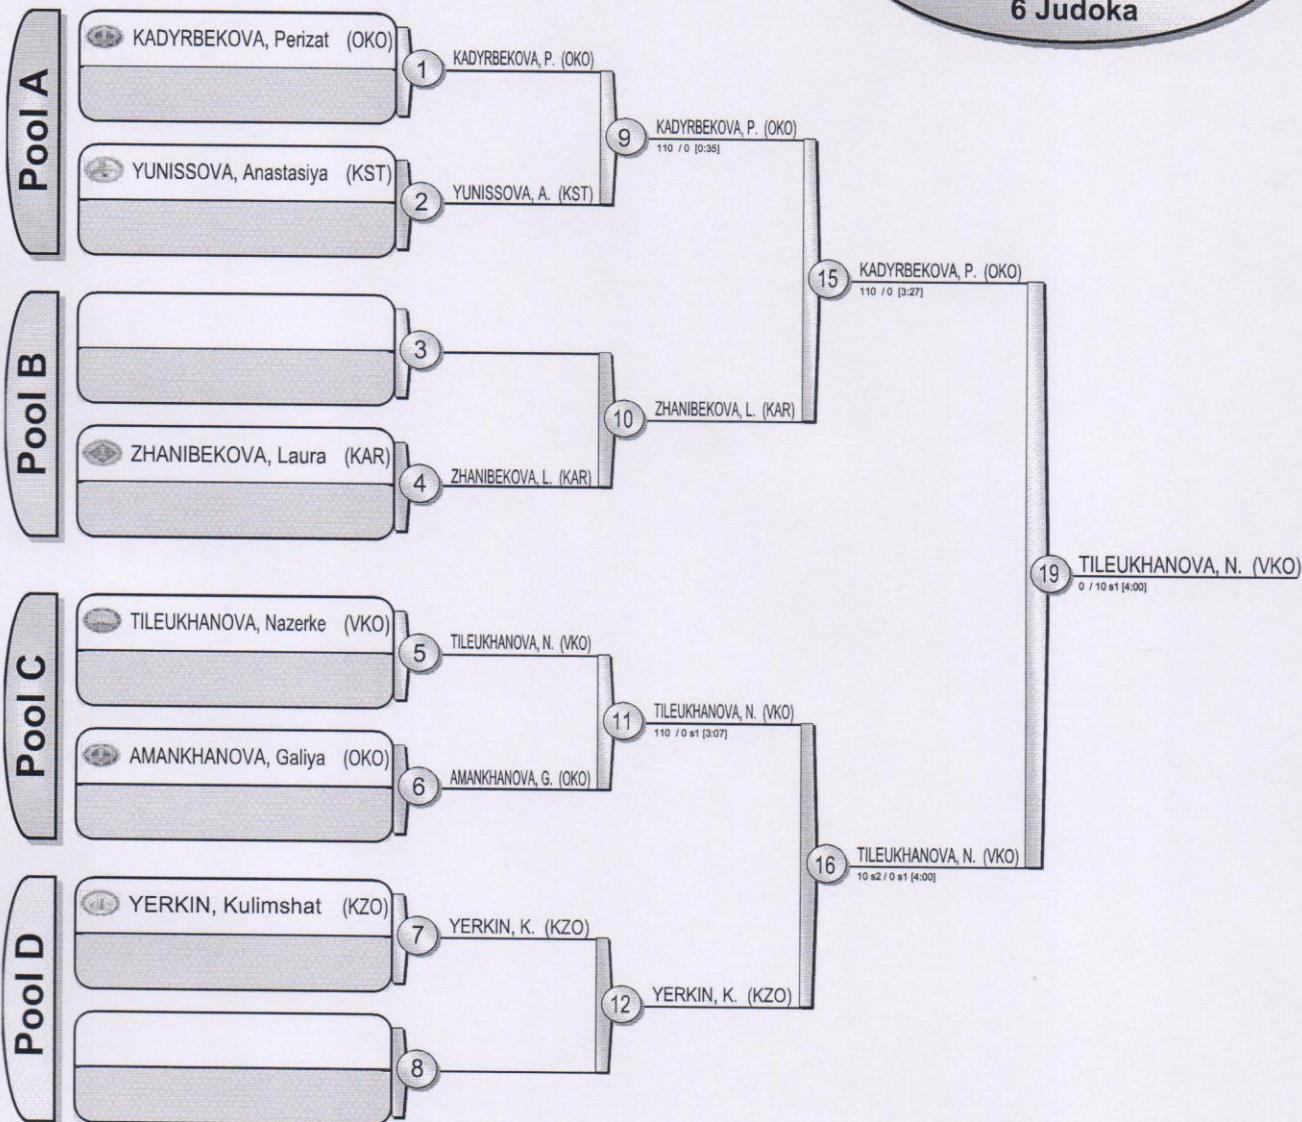 6 Judoka
Pool A
KADYRBEKOVA, Perizat (OKO)
1
KADYRBEKOVA, P. (OKO)
YUNISSOVA, Anastasiya (KST)
2
YUNISSOVA, A. (KST)
9
KADYRBEKOVA, P. (OKO)
110 / 0 [0:35]
Pool B
3
ZHANIBEKOVA, Laura (KAR)
4
ZHANIBEKOVA, L. (KAR)
10
ZHANIBEKOVA, L. (KAR)
15
KADYRBEKOVA, P. (OKO)
110 / 0 [3:27]
Pool C
TILEUKHANOVA, Nazerke (VKO)
5
TILEUKHANOVA, N. (VKO)
AMANKHANOVA, Galiya (OKO)
6
AMANKHANOVA, G. (OKO)
11
TILEUKHANOVA, N. (VKO)
110 / 0 s1 [3:07]
Pool D
YERKIN, Kulimshat (KZO)
7
YERKIN, K. (KZO)
8
12
YERKIN, K. (KZO)
16
TILEUKHANOVA, N. (VKO)
10 s2 / 0 s1 [4:00]
19
TILEUKHANOVA, N. (VKO)
0 / 10 s1 [4:00]